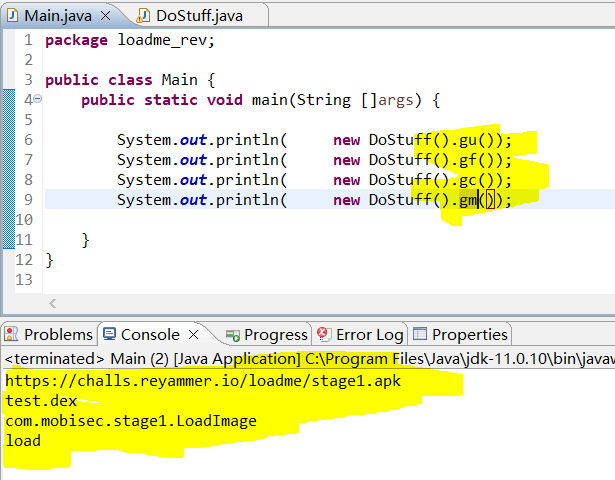 Main.java DoStuff.java
1 package loadme_rev;
2
3 public class Main {
4 public static void main(String []args) {
5
6 System.out.println( new DoStuff().gu());
7 System.out.println( new DoStuff().gf());
8 System.out.println( new DoStuff().gc());
9 System.out.println( new DoStuff().gm());
10
11 }
12 }
13
Problems Console Progress Error Log Properties
<terminated> Main (2) [Java Application] C:\Program Files\Java\jdk-11.0.10\bin\javaw
https://challs.reyammer.io/loadme/stage1.apk
test.dex
com.mobisec.stage1.LoadImage
load